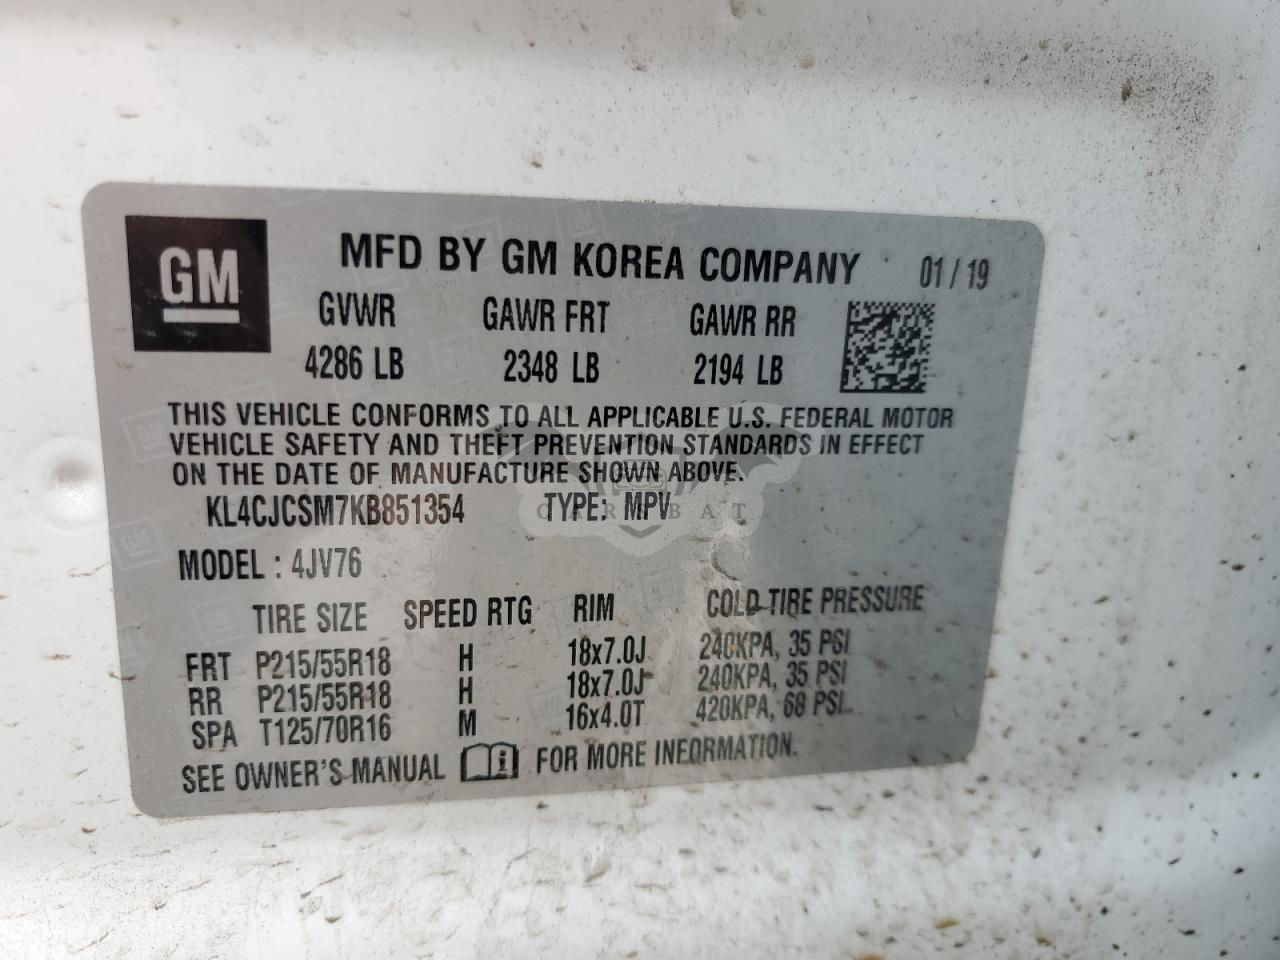 GM
MFD BY GM KOREA COMPANY 01 / 19
GVWR GAWR FRT GAWR RR
4286 LB 2348 LB 2194 LB
THIS VEHICLE CONFORMS TO ALL APPLICABLE U.S. FEDERAL MOTOR
VEHICLE SAFETY AND THEFT PREVENTION STANDARDS IN EFFECT
ON THE DATE OF MANUFACTURE SHOWN ABOVE.
KL4CJCSM7KB851354 TYPE: MPV
CARSBAT
MODEL : 4JV76
TIRE SIZE SPEED RTG RIM COLD TIRE PRESSURE
FRT P215/55R18 H 18x7.0J 240KPA, 35 PSI
RR P215/55R18 H 18x7.0J 240KPA, 35 PSI
SPA T125/70R16 M 16x4.0T 420KPA, 68 PSI
SEE OWNER'S MANUAL i FOR MORE INFORMATION.